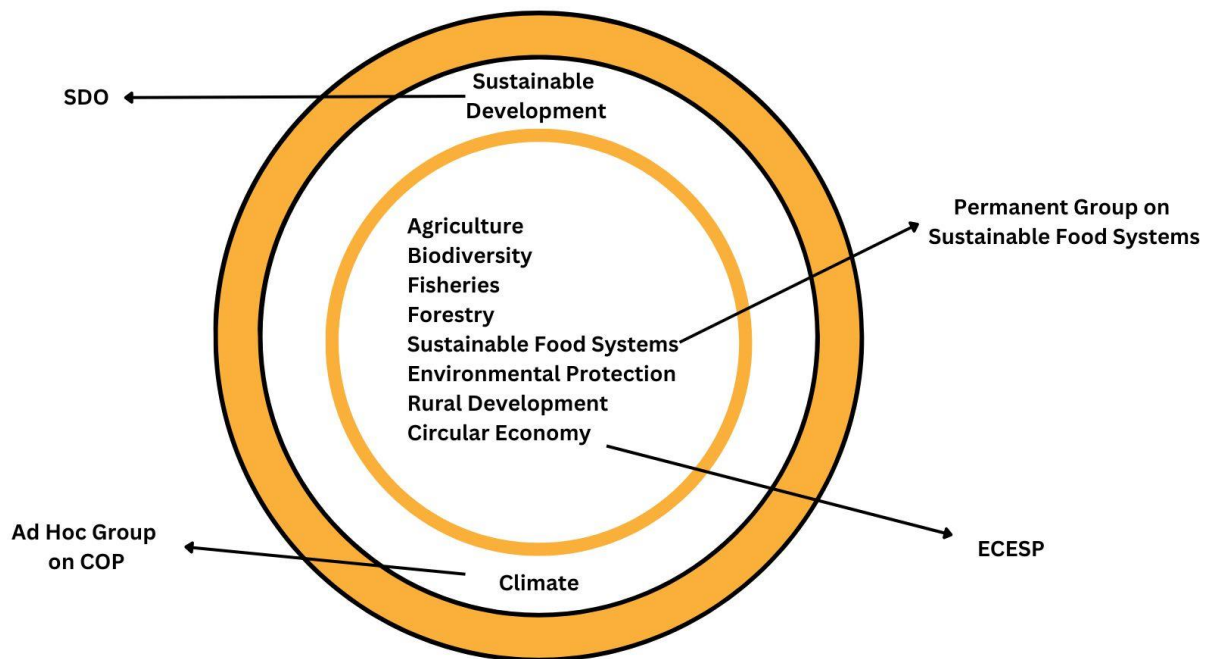 Sustainable
Development
SDO
Permanent Group on
Sustainable Food Systems
Agriculture
Biodiversity
Fisheries
Forestry
Sustainable Food Systems
Environmental Protection
Rural Development
Circular Economy
Ad Hoc Group
on COP
ECESP
Climate